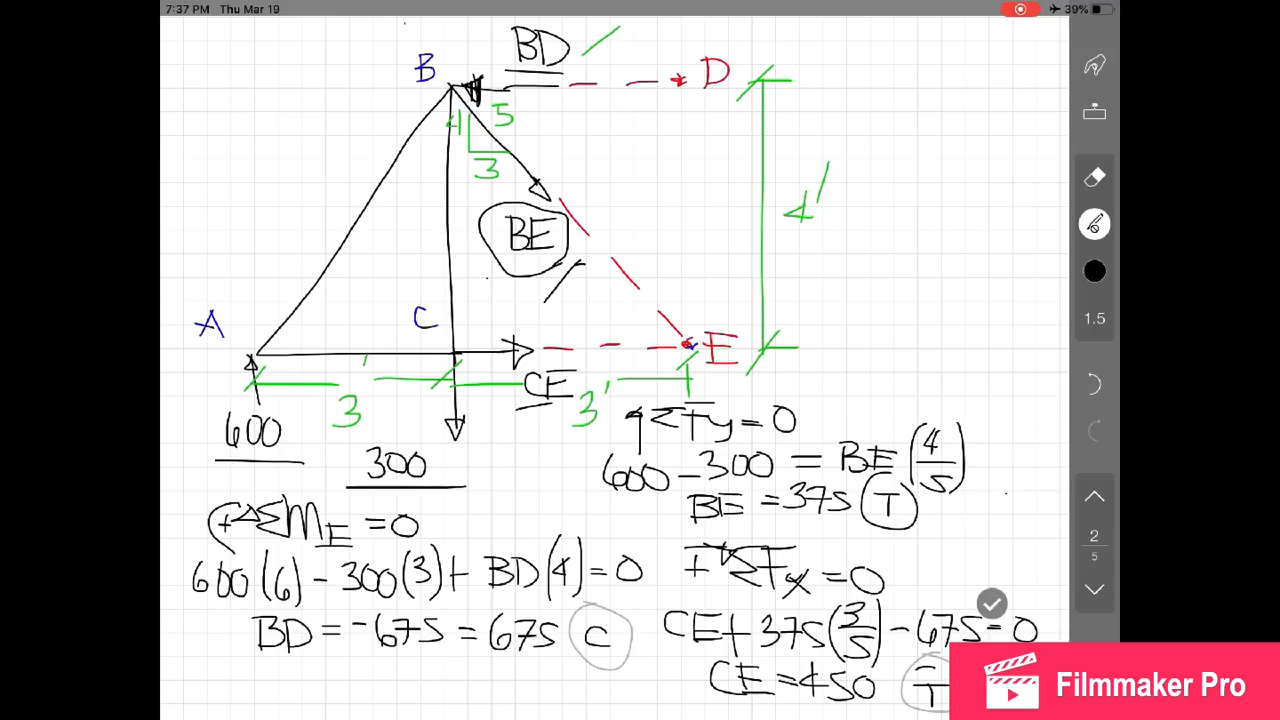 7:37 PM Thu Mar 19
39%
BD
B
D
4
5
3
4'
BE
A
C
E
CE
3'
3'
600
300
ΣFy = 0
600 - 300 = BE (4/5)
BE = 375 (T)
+ ΣM_E = 0
600(6) - 300(3) + BD(4) = 0
BD = -675 = 675 (C)
+ ΣFx = 0
CE + 375 (3/5) - 675 = 0
CE = 450 (T)
1.5
2
5
Filmmaker Pro